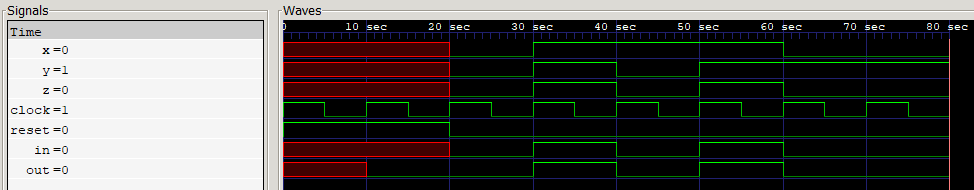 Signals
Waves
Time
0 10 sec 20 sec 30 sec 40 sec 50 sec 60 sec 70 sec 80 sec
x=0
y=1
z=0
clock=1
reset=0
in=0
out=0